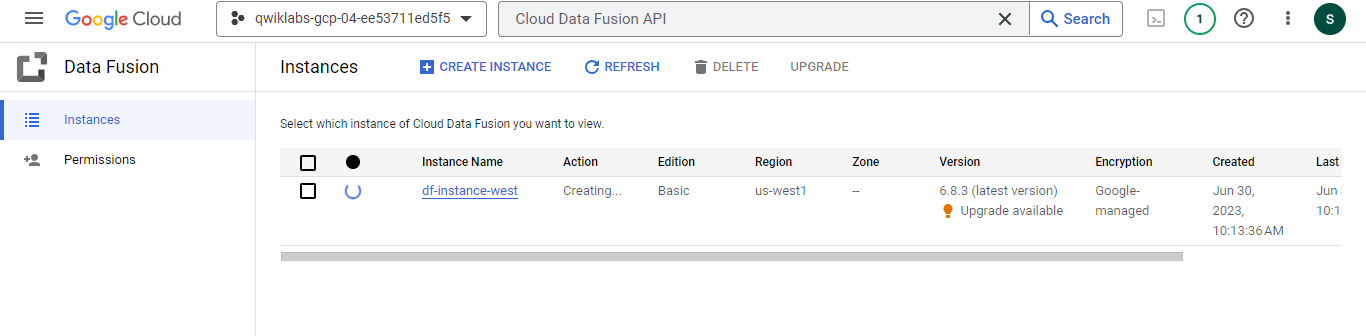 Google Cloud
qwiklabs-gcp-04-ee53711ed5f5
Cloud Data Fusion API
Search
1
S
Data Fusion
Instances
CREATE INSTANCE
REFRESH
DELETE
UPGRADE
Instances
Permissions
Select which instance of Cloud Data Fusion you want to view.
Instance Name Action Edition Region Zone Version Encryption Created Last
df-instance-west Creating... Basic us-west1 -- 6.8.3 (latest version) Google- Jun 30, Jun
Upgrade available managed 2023, 10:1
10:13:36 AM